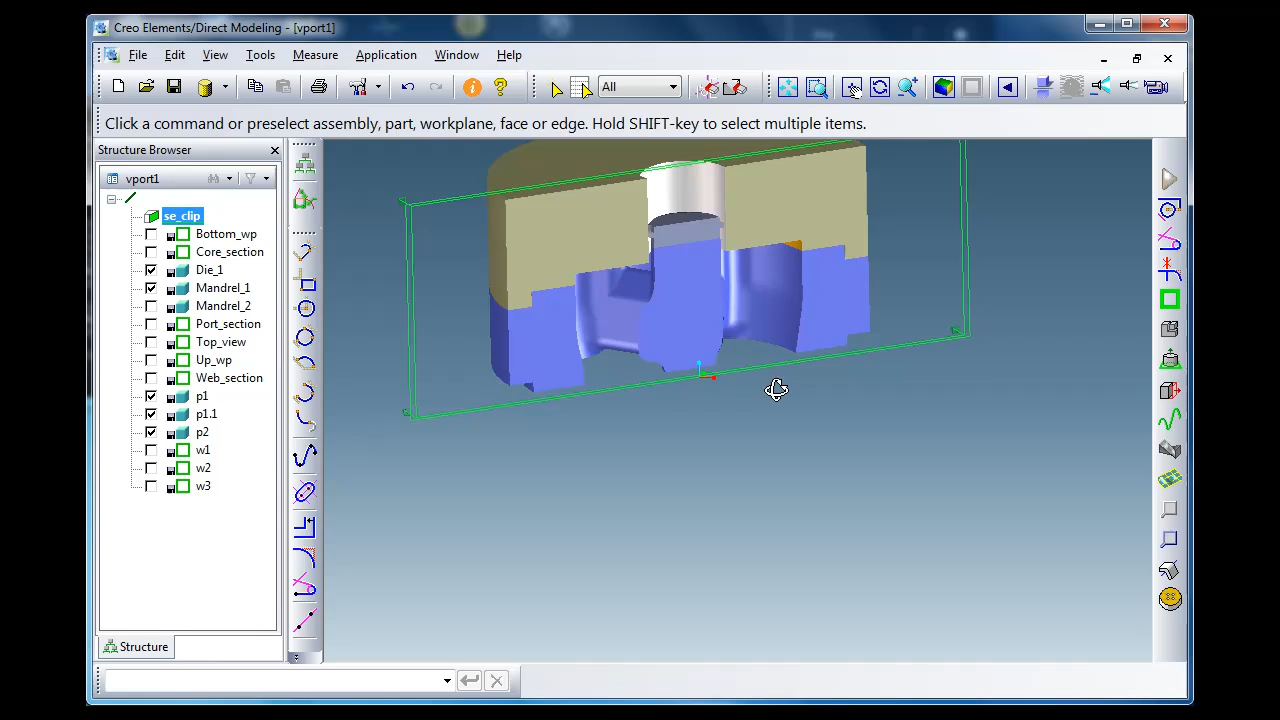 Creo Elements/Direct Modeling - [vport1]
File Edit View Tools Measure Application Window Help
All
Click a command or preselect assembly, part, workplane, face or edge. Hold SHIFT-key to select multiple items.
Structure Browser
vport1
se_clip
Bottom_wp
Core_section
Die_1
Mandrel_1
Mandrel_2
Port_section
Top_view
Up_wp
Web_section
p1
p1.1
p2
w1
w2
w3
Structure